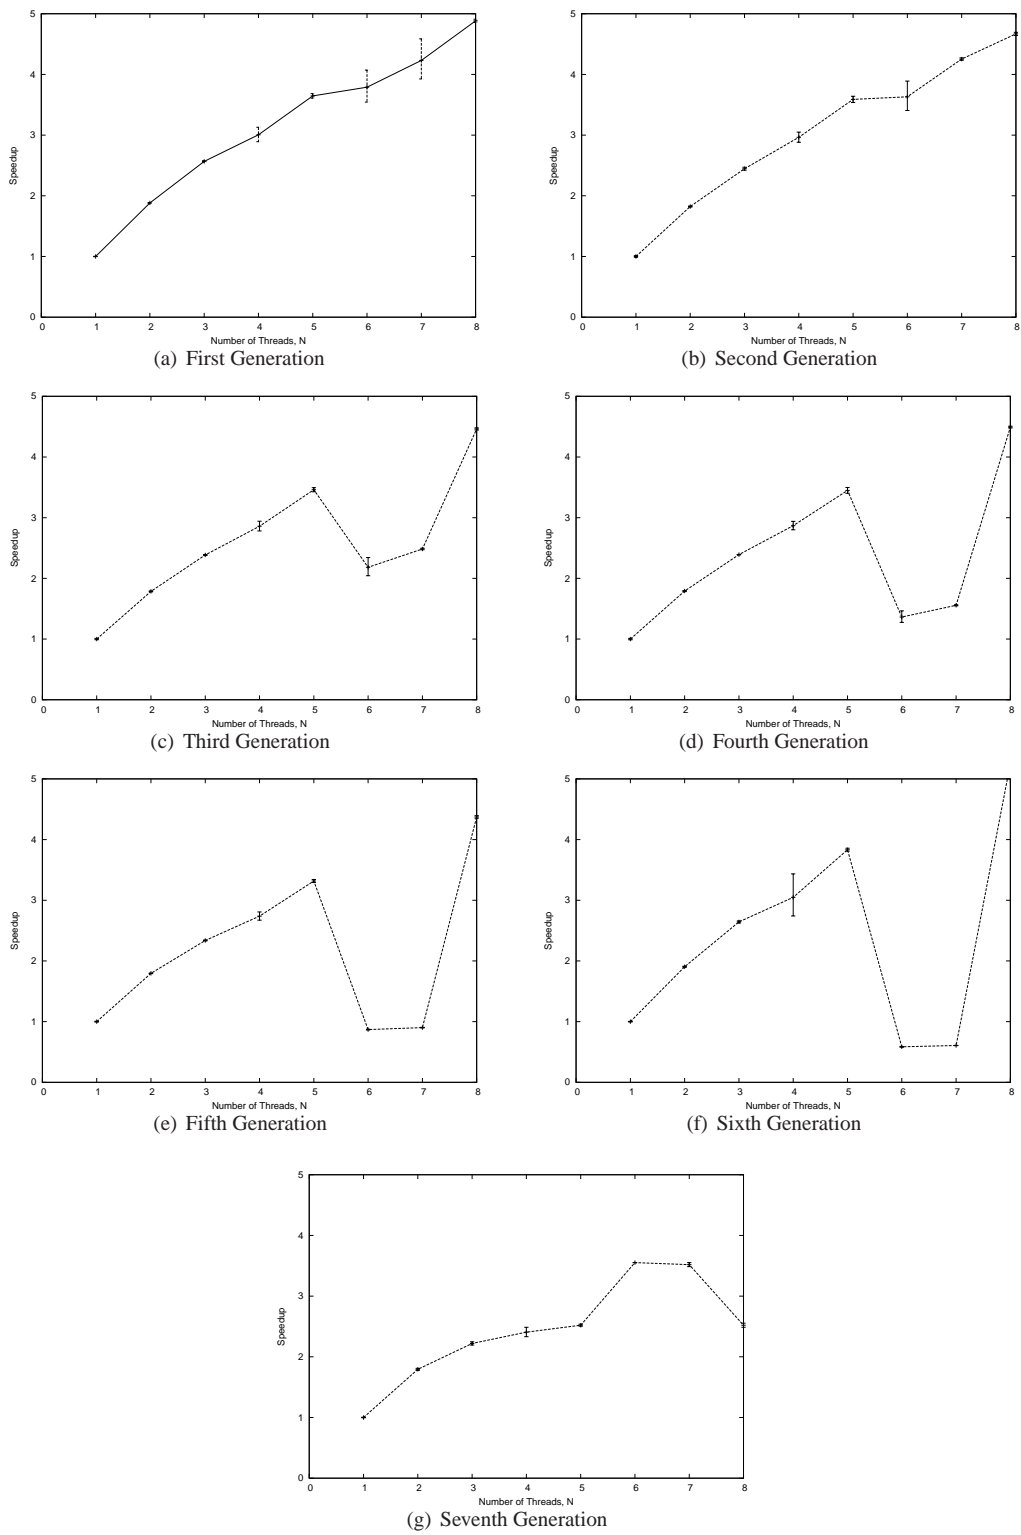 5
4
3
2
1
0
Speedup
0 1 2 3 4 5 6 7 8
Number of Threads, N
(a) First Generation
5
4
3
2
1
0
Speedup
0 1 2 3 4 5 6 7 8
Number of Threads, N
(b) Second Generation
5
4
3
2
1
0
Speedup
0 1 2 3 4 5 6 7 8
Number of Threads, N
(c) Third Generation
5
4
3
2
1
0
Speedup
0 1 2 3 4 5 6 7 8
Number of Threads, N
(d) Fourth Generation
5
4
3
2
1
0
Speedup
0 1 2 3 4 5 6 7 8
Number of Threads, N
(e) Fifth Generation
5
4
3
2
1
0
Speedup
0 1 2 3 4 5 6 7 8
Number of Threads, N
(f) Sixth Generation
5
4
3
2
1
0
Speedup
0 1 2 3 4 5 6 7 8
Number of Threads, N
(g) Seventh Generation